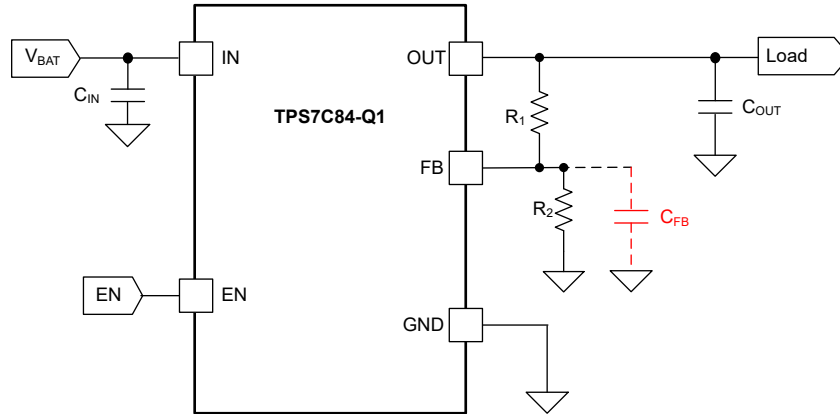 V_BAT
IN
C_IN
TPS7C84-Q1
OUT
Load
R_1
C_OUT
FB
R_2
C_FB
EN
EN
GND